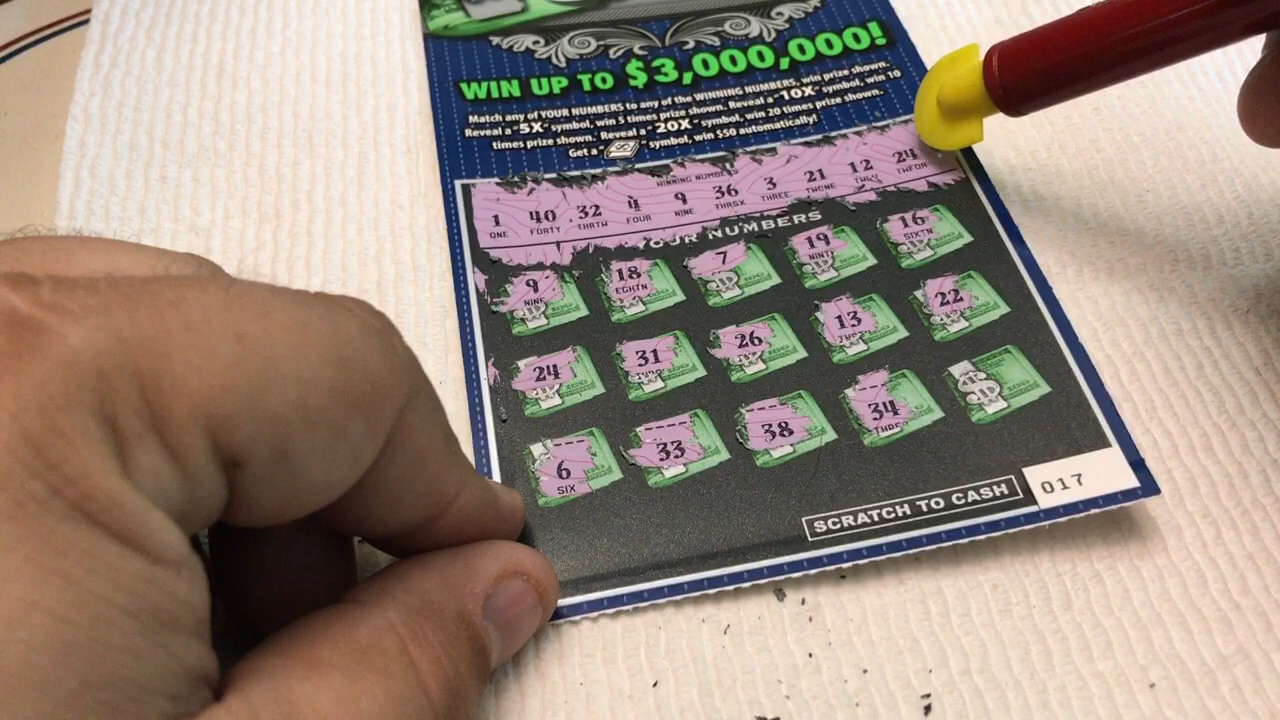 WIN UP TO $3,000,000!
Match any of YOUR NUMBERS to any of the WINNING NUMBERS, win prize shown.
Reveal a "5X" symbol, win 5 times prize shown. Reveal a "10X" symbol, win 10
times prize shown. Reveal a "20X" symbol, win 20 times prize shown.
Get a " " symbol, win $50 automatically!
WINNING NUMBE
1 40 32 4 9 36 3 21 12 24
ONE FORTY THRTW FOUR NINE THRSX THREE TWONE TWFOR
YOUR NUMBERS
9 18 7 19 16
NINE EGHTN NINT SIXTN
24 31 26 13 22
6 33 38 34
SIX
SCRATCH TO CASH
017